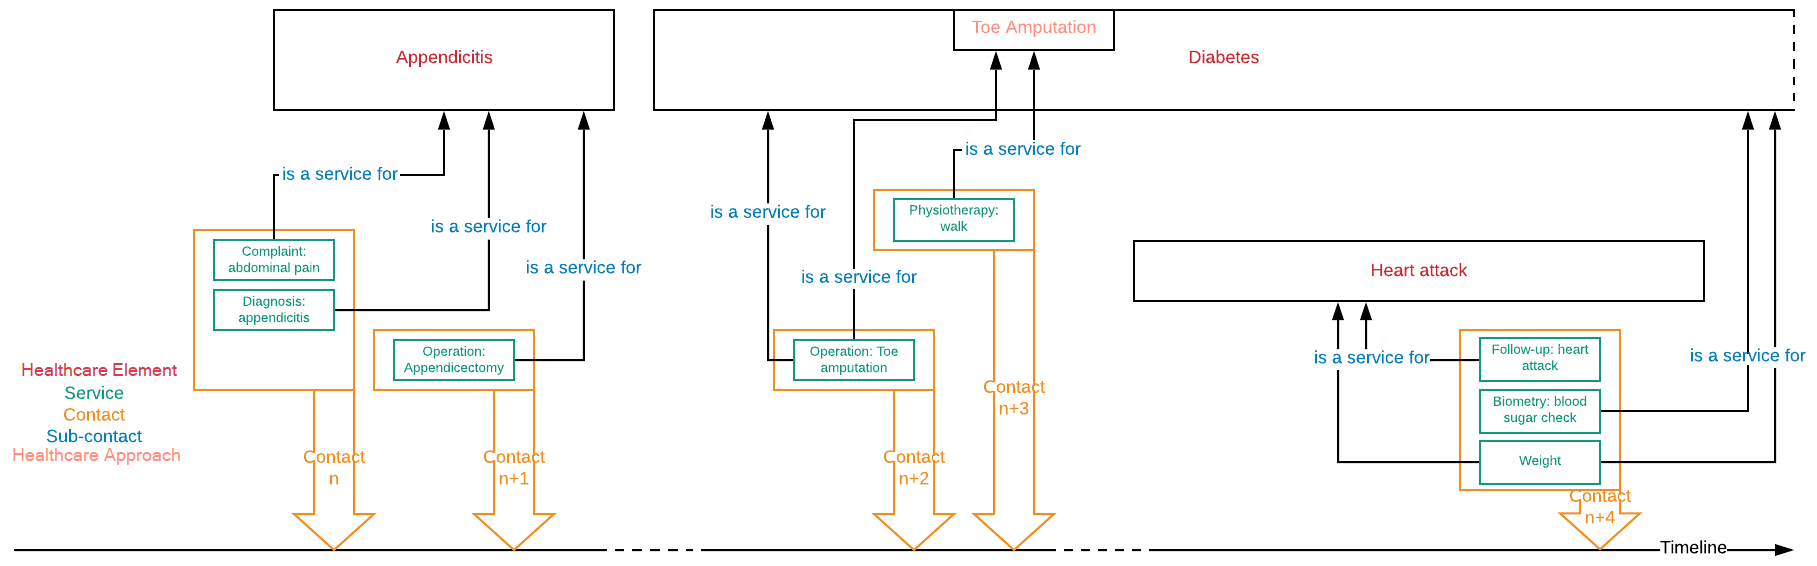 Toe Amputation
Appendicitis
Diabetes
is a service for
is a service for
is a service for
is a service for
is a service for
is a service for
Complaint:
abdominal pain
Diagnosis:
appendicitis
Operation:
Appendicectomy
Physiotherapy:
walk
Operation: Toe
amputation
Heart attack
is a service for
is a service for
Follow-up: heart
attack
Biometry: blood
sugar check
Weight
Healthcare Element
Service
Contact
Sub-contact
Healthcare Approach
Contact
n
Contact
n+1
Contact
n+2
Contact
n+3
Contact
n+4
Timeline